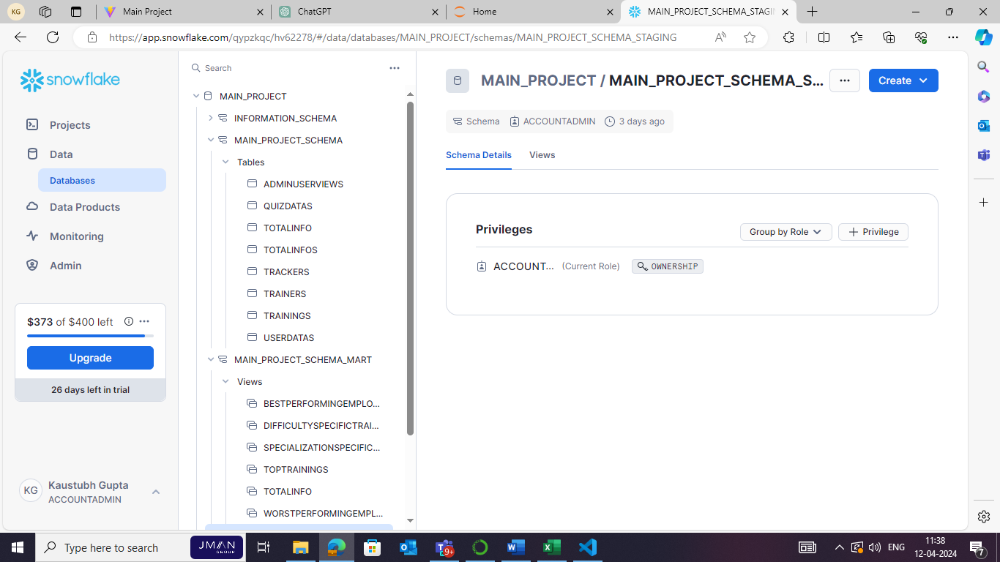 KG
Main Project
ChatGPT
Home
MAIN_PROJECT_SCHEMA_STAGIN
https://app.snowflake.com/qypzkqc/hv62278/#/data/databases/MAIN_PROJECT/schemas/MAIN_PROJECT_SCHEMA_STAGING
snowflake
Projects
Data
Databases
Data Products
Monitoring
Admin
$373 of $400 left
Upgrade
26 days left in trial
KG
Kaustubh Gupta
ACCOUNTADMIN
Search
MAIN_PROJECT
INFORMATION_SCHEMA
MAIN_PROJECT_SCHEMA
Tables
ADMINUSERVIEWS
QUIZDATAS
TOTALINFO
TOTALINFOS
TRACKERS
TRAINERS
TRAININGS
USERDATAS
MAIN_PROJECT_SCHEMA_MART
Views
BESTPERFORMINGEMPLO...
DIFFICULTYSPECIFICTRAI...
SPECIALIZATIONSPECIFIC...
TOPTRAININGS
TOTALINFO
WORSTPERFORMINGEMPL...
MAIN_PROJECT / MAIN_PROJECT_SCHEMA_S...
Create
Schema ACCOUNTADMIN 3 days ago
Schema Details Views
Privileges
Group by Role
Privilege
ACCOUNT... (Current Role) OWNERSHIP
Type here to search
JMAN
GROUP
9+
ENG
11:38
12-04-2024
7